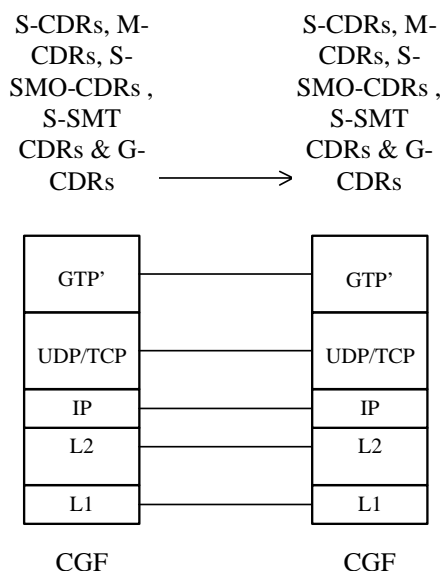 S-CDRs, M-
CDRs, S-
SMO-CDRs ,
S-SMT
CDRs & G-
CDRs
S-CDRs, M-
CDRs, S-
SMO-CDRs ,
S-SMT
CDRs & G-
CDRs
GTP’
UDP/TCP
IP
L2
L1
CGF
GTP’
UDP/TCP
IP
L2
L1
CGF